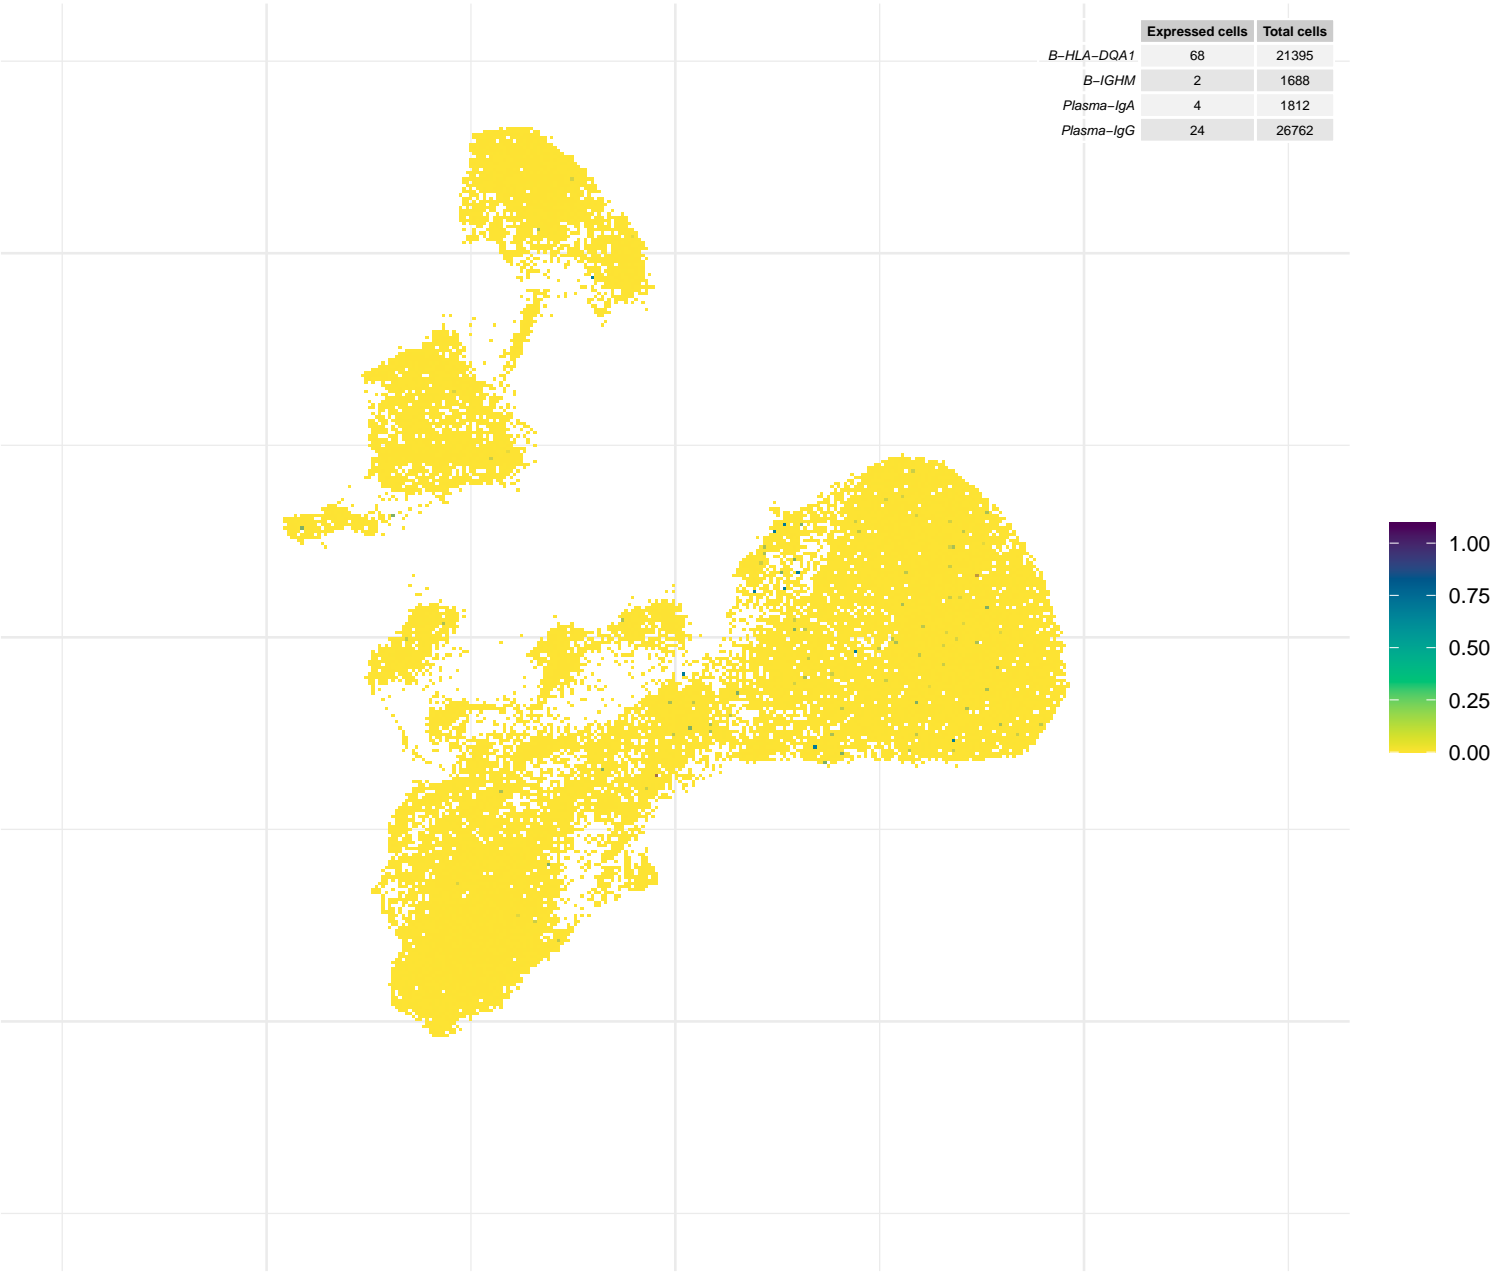 Expressed cells Total cells
B−HLA−DQA1 68 21395
B−IGHM 2 1688
Plasma−IgA 4 1812
Plasma−IgG 24 26762
1.00
0.75
0.50
0.25
0.00